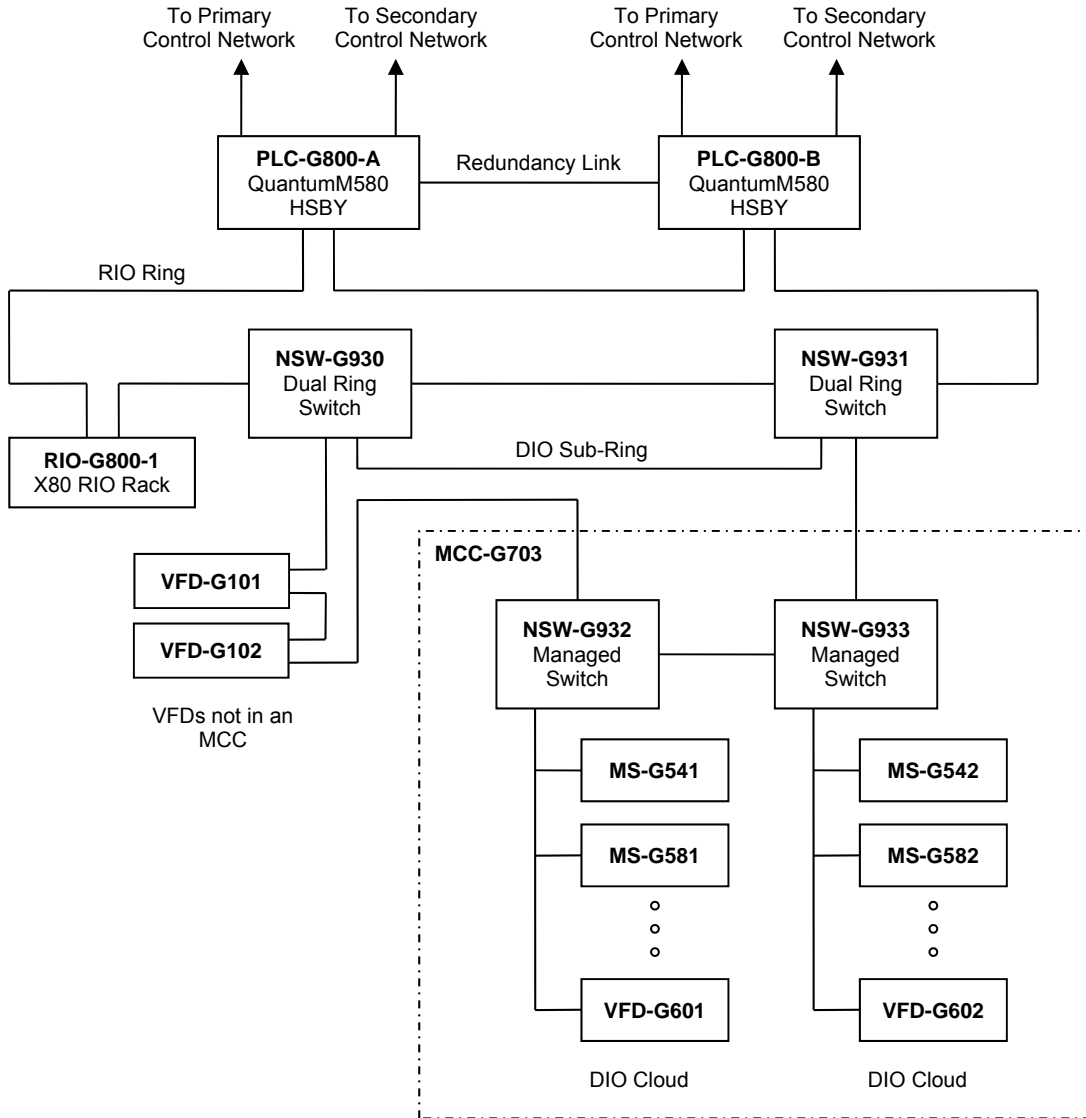 To Primary
Control Network
To Secondary
Control Network
To Primary
Control Network
To Secondary
Control Network
PLC-G800-A
QuantumM580
HSBY
Redundancy Link
PLC-G800-B
QuantumM580
HSBY
RIO Ring
NSW-G930
Dual Ring
Switch
NSW-G931
Dual Ring
Switch
RIO-G800-1
X80 RIO Rack
DIO Sub-Ring
MCC-G703
VFD-G101
VFD-G102
VFDs not in an
MCC
NSW-G932
Managed
Switch
NSW-G933
Managed
Switch
MS-G541
MS-G542
MS-G581
MS-G582
VFD-G601
VFD-G602
DIO Cloud
DIO Cloud